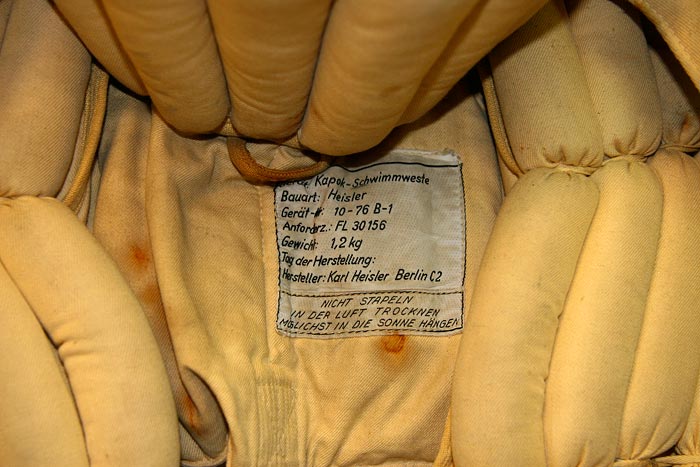 Kapok-Schwimmweste
Bauart: Heisler
Gerät-#: 10-76 B-1
Anforderz.: FL 30156
Gewicht: 1,2 kg
Tag der Herstellung:
Hersteller: Karl Heisler Berlin C2
NICHT STAPELN
IN DER LUFT TROCKNEN
MÖGLICHST IN DIE SONNE HÄNGEN